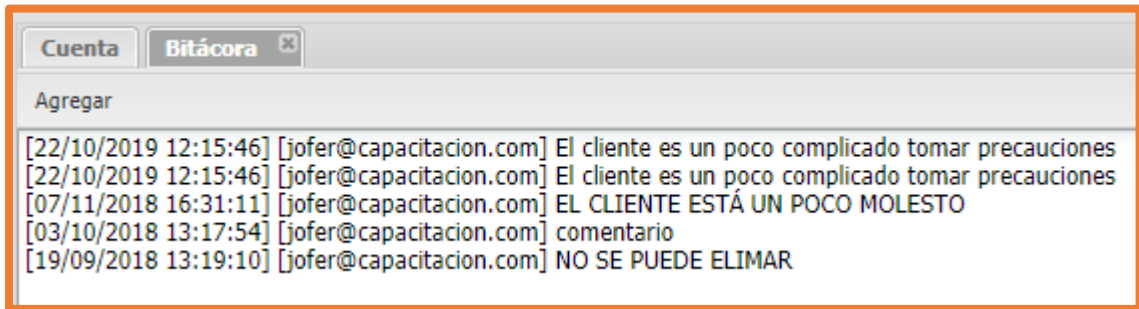 Cuenta Bitácora
Agregar
[22/10/2019 12:15:46] [jofer@capacitacion.com] El cliente es un poco complicado tomar precauciones
[22/10/2019 12:15:46] [jofer@capacitacion.com] El cliente es un poco complicado tomar precauciones
[07/11/2018 16:31:11] [jofer@capacitacion.com] EL CLIENTE ESTÁ UN POCO MOLESTO
[03/10/2018 13:17:54] [jofer@capacitacion.com] comentario
[19/09/2018 13:19:10] [jofer@capacitacion.com] NO SE PUEDE ELIMAR